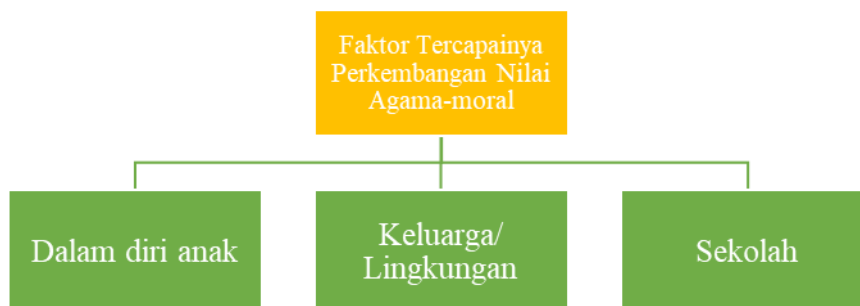 Faktor Tercapainya
Perkembangan Nilai
Agama-moral
Dalam diri anak
Keluarga/
Lingkungan
Sekolah